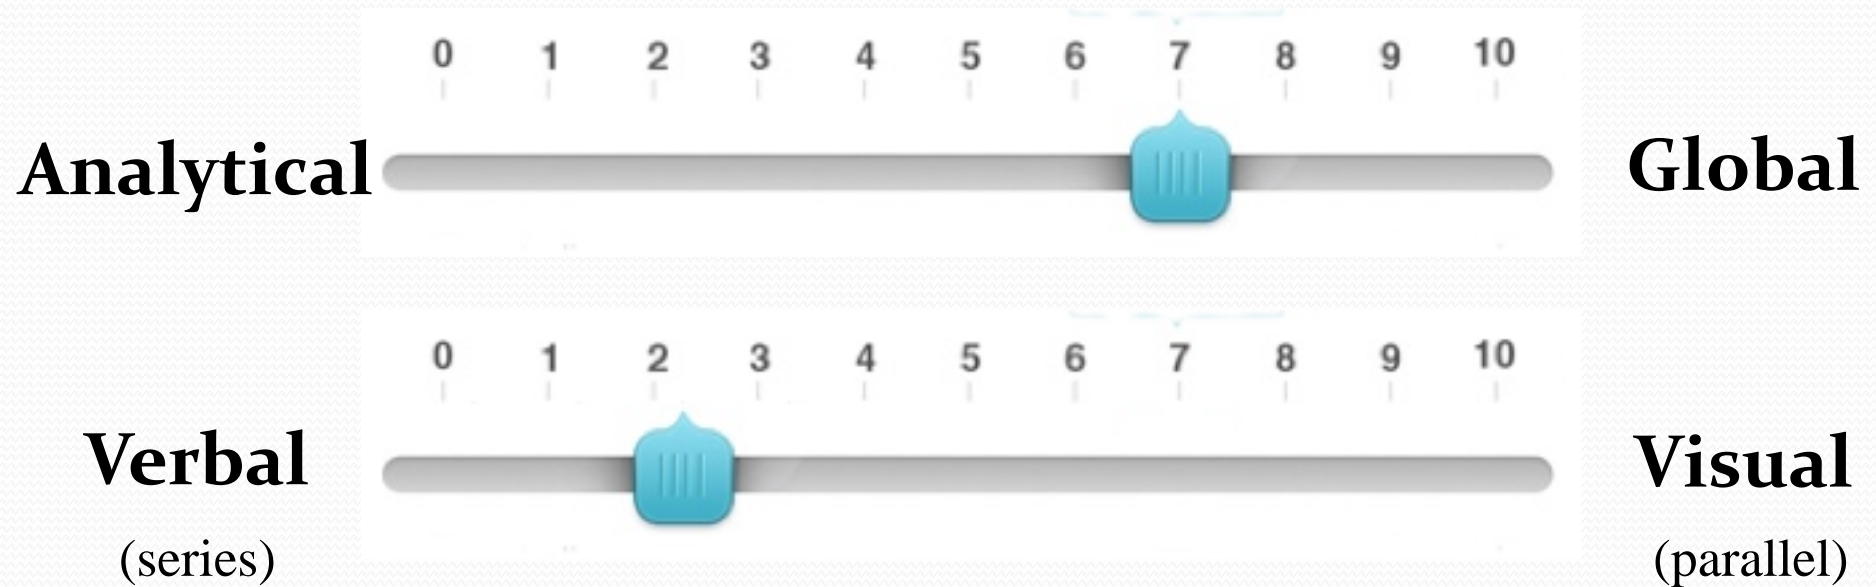 0 1 2 3 4 5 6 7 8 9 10
Analytical Global
0 1 2 3 4 5 6 7 8 9 10
Verbal Visual
(series) (parallel)